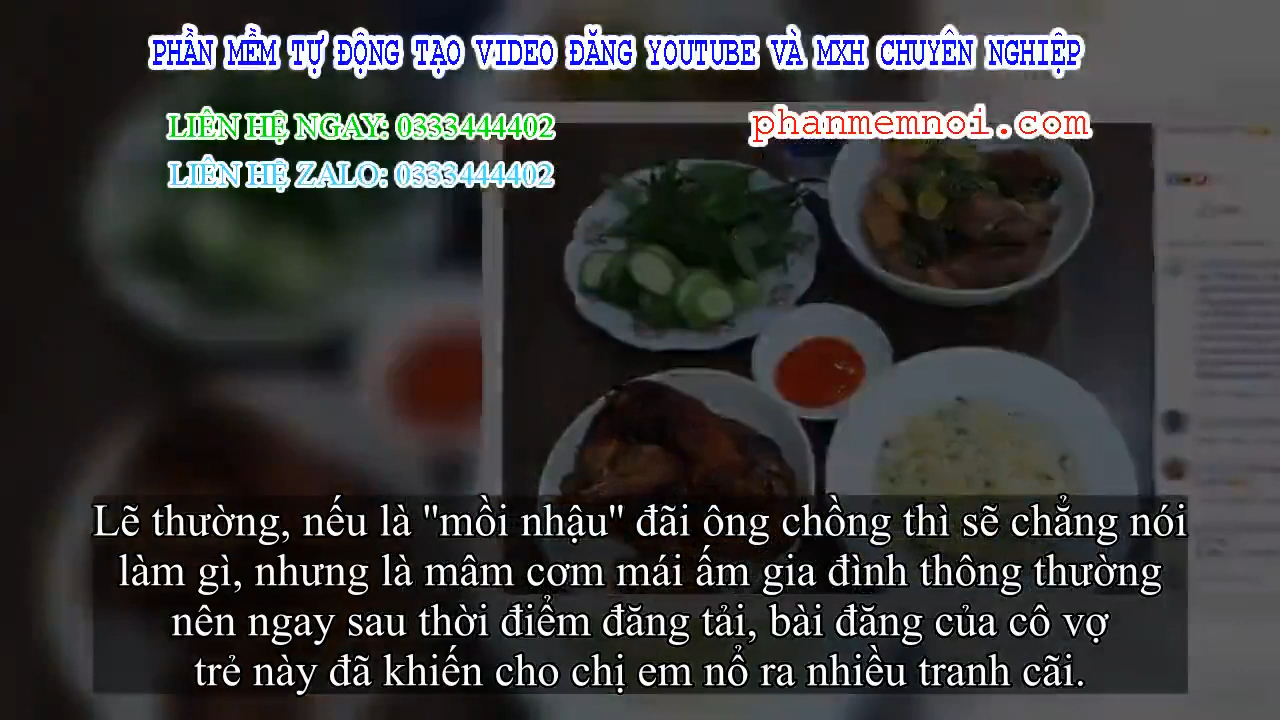 PHẦN MỀM TỰ ĐỘNG TẠO VIDEO ĐĂNG YOUTUBE VÀ MXH CHUYÊN NGHIỆP
LIÊN HỆ NGAY: 0333444402
phanmemnoi.com
LIÊN HỆ ZALO: 0333444402
Lẽ thường, nếu là "mồi nhậu" đãi ông chồng thì sẽ chẳng nói
làm gì, nhưng là mâm cơm mái ấm gia đình thông thường
nên ngay sau thời điểm đăng tải, bài đăng của cô vợ
trẻ này đã khiến cho chị em nổ ra nhiều tranh cãi.